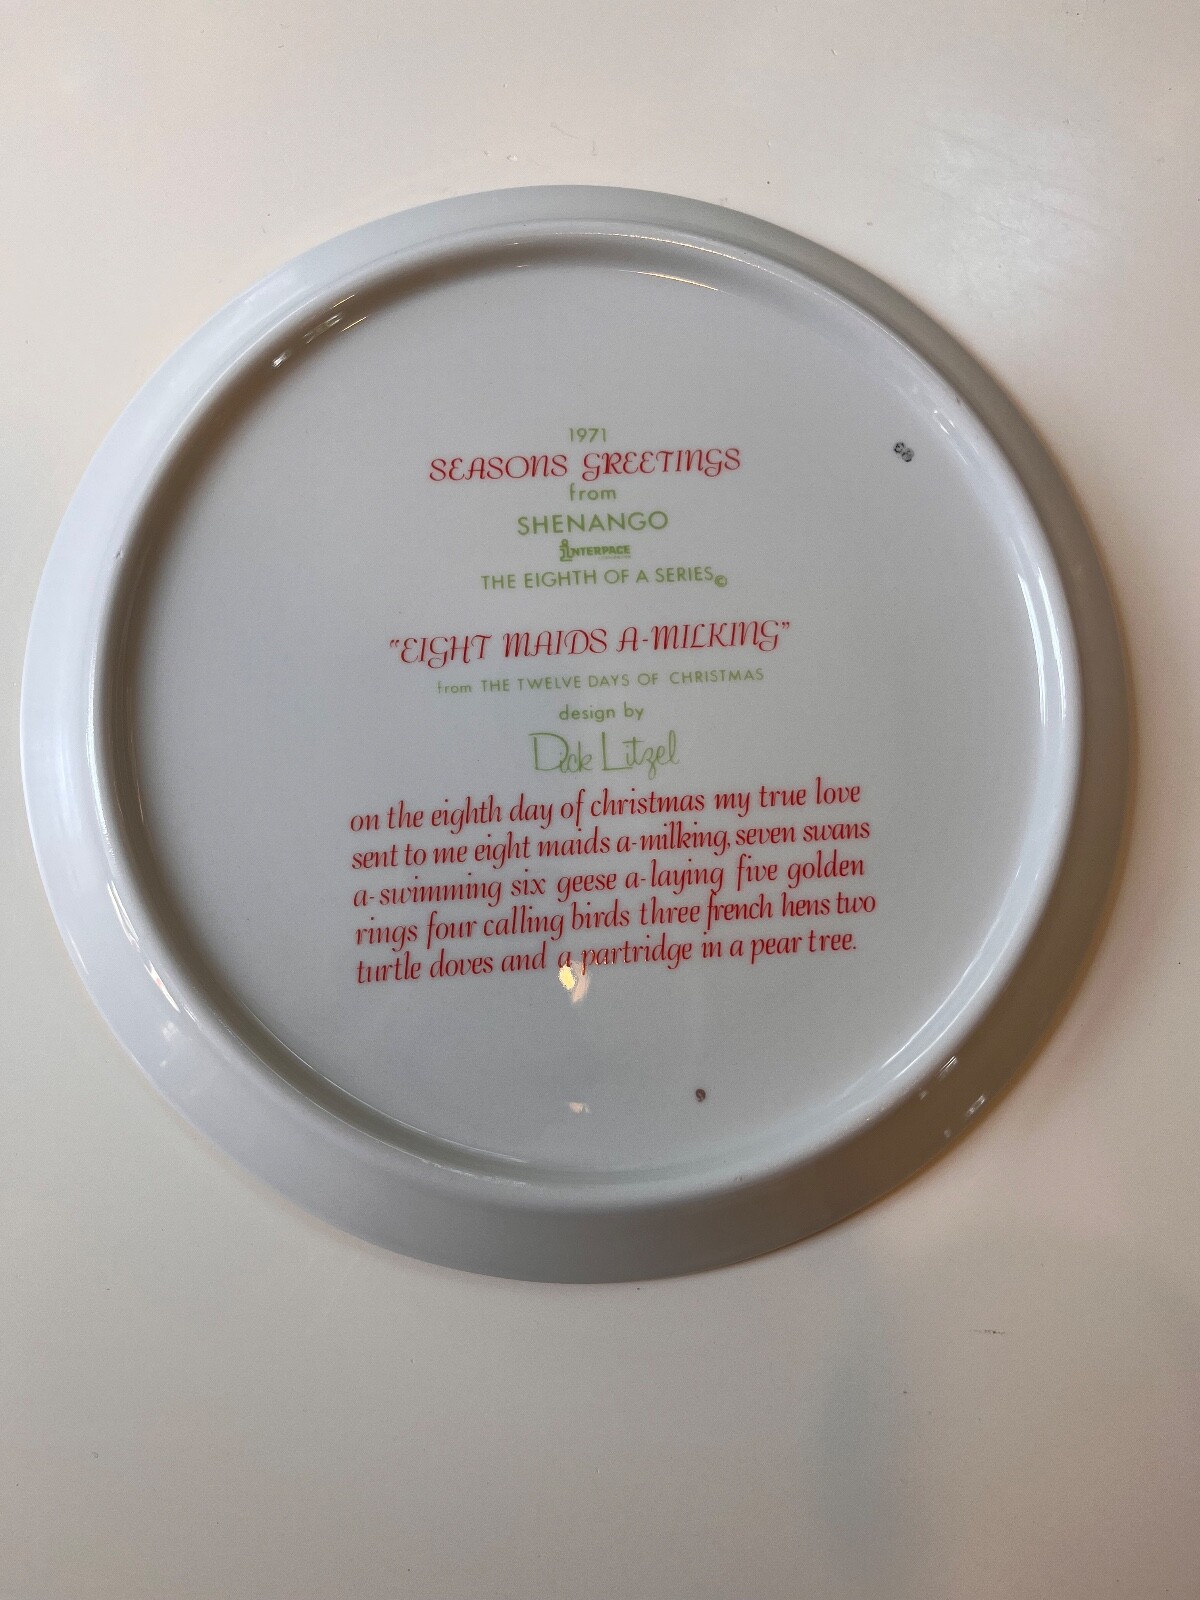 1971
SEASONS GREETINGS
from
SHENANGO
INTERPACE
THE EIGHTH OF A SERIES©
"EIGHT MAIDS A-MILKING"
from THE TWELVE DAYS OF CHRISTMAS
design by
Dick Litzel
on the eighth day of christmas my true love
sent to me eight maids a-milking, seven swans
a-swimming six geese a-laying five golden
rings four calling birds three french hens two
turtle doves and a partridge in a pear tree.